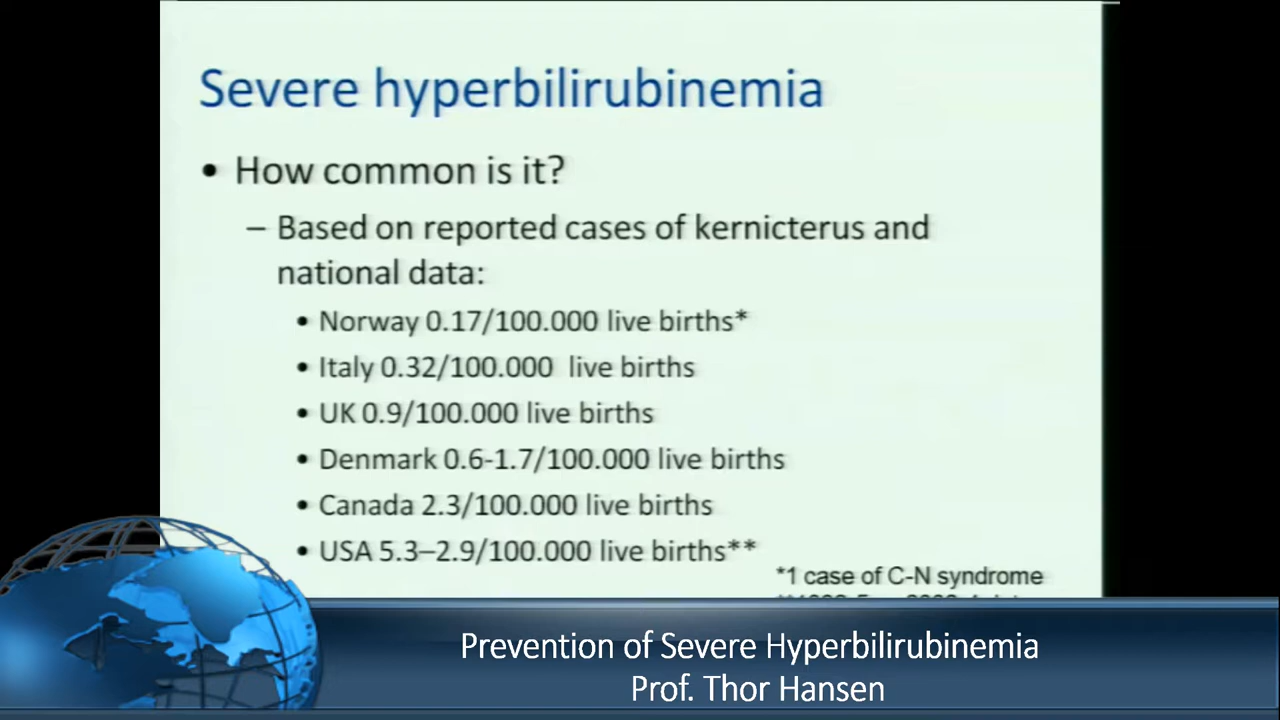 Severe hyperbilirubinemia
• How common is it?
– Based on reported cases of kernicterus and
national data:
• Norway 0.17/100.000 live births*
• Italy 0.32/100.000 live births
• UK 0.9/100.000 live births
• Denmark 0.6-1.7/100.000 live births
• Canada 2.3/100.000 live births
• USA 5.3–2.9/100.000 live births**
*1 case of C-N syndrome
Prevention of Severe Hyperbilirubinemia
Prof. Thor Hansen